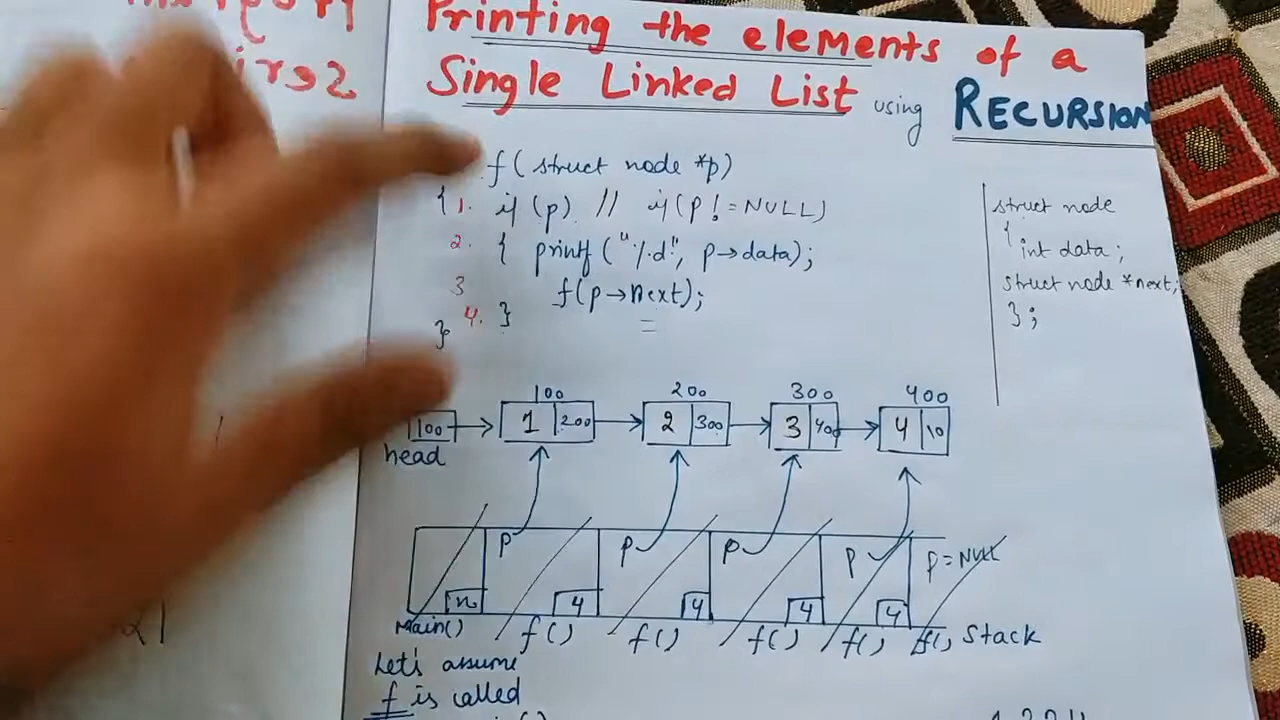 Printing the elements of a
Single Linked List using RECURSION
f( struct node *p)
{ 1. if (p) // if(P != NULL)
2. { printf ("%d", p→data);
3 f(p→Next);
4. }
}
struct node
{
int data;
struct node *next;
};
100 200 300 400
100 1 200 2 300 3 400 4 10
head
P P P P P = NULL
n 4 4 4 4
Main() f() f() f() f() f() Stack
Let's assume
f is called